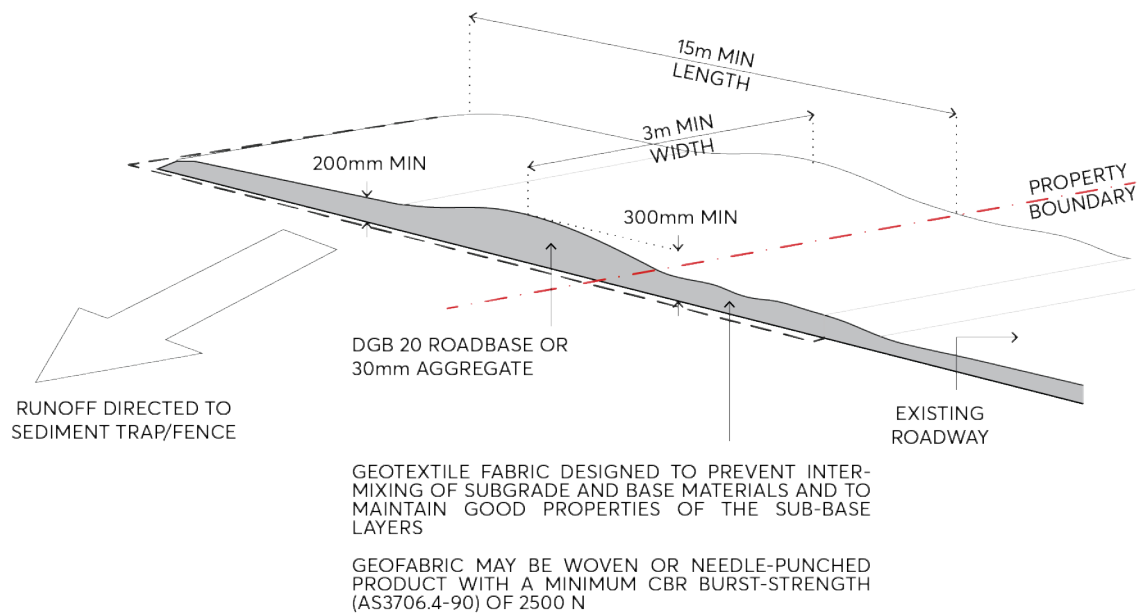 15m MIN
LENGTH
3m MIN
WIDTH
200mm MIN
300mm MIN
PROPERTY
BOUNDARY
DGB 20 ROADBASE OR
30mm AGGREGATE
RUNOFF DIRECTED TO
SEDIMENT TRAP/FENCE
EXISTING
ROADWAY
GEOTEXTILE FABRIC DESIGNED TO PREVENT INTER-
MIXING OF SUBGRADE AND BASE MATERIALS AND TO
MAINTAIN GOOD PROPERTIES OF THE SUB-BASE
LAYERS
GEOFABRIC MAY BE WOVEN OR NEEDLE-PUNCHED
PRODUCT WITH A MINIMUM CBR BURST-STRENGTH
(AS3706.4-90) OF 2500 N